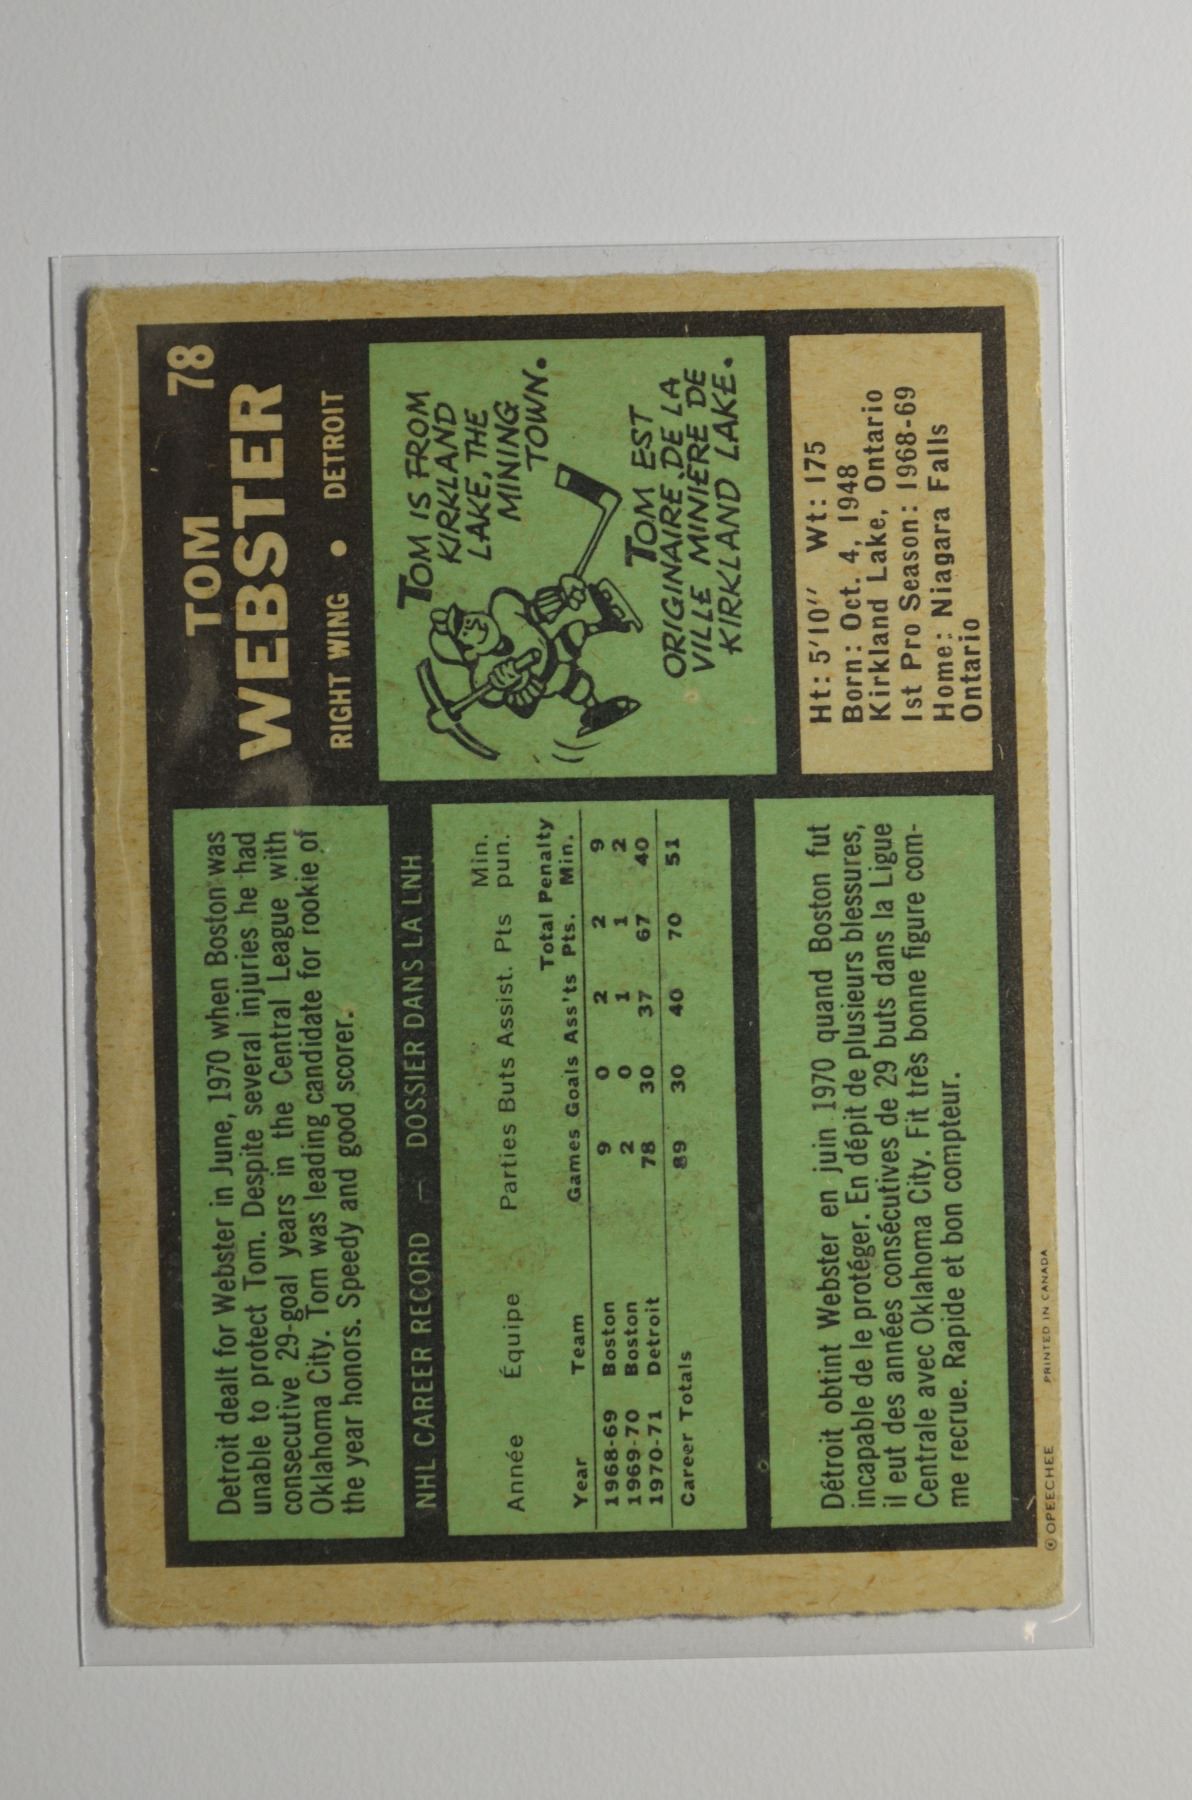 Detroit dealt for Webster in June, 1970 when Boston was
unable to protect Tom. Despite several injuries he had
consecutive 29-goal years in the Central League with
Oklahoma City. Tom was leading candidate for rookie of
the year honors. Speedy and good scorer.
78
TOM
WEBSTER
RIGHT WING • DETROIT
NHL CAREER RECORD — DOSSIER DANS LA LNH
Année Équipe Parties Buts Assist. Pts Min. pun.
Year Team Games Goals Ass'ts Total Pts. Penalty Min.
1968-69 Boston 9 0 2 2 9
1969-70 Boston 2 0 1 1 2
1970-71 Detroit 78 30 37 67 40
Career Totals 89 30 40 70 51
TOM IS FROM
KIRKLAND
LAKE, THE
MINING
TOWN.
TOM EST
ORIGINAIRE DE LA
VILLE MINIÈRE DE
KIRKLAND LAKE.
Détroit obtint Webster en juin 1970 quand Boston fut
incapable de le protéger. En dépit de plusieurs blessures,
il eut des années consécutives de 29 buts dans la Ligue
Centrale avec Oklahoma City. Fit très bonne figure com-
me recrue. Rapide et bon compteur.
Ht: 5'10" Wt: 175
Born: Oct. 4, 1948
Kirkland Lake, Ontario
1st Pro Season: 1968-69
Home: Niagara Falls
Ontario
© OPEECHEE PRINTED IN CANADA